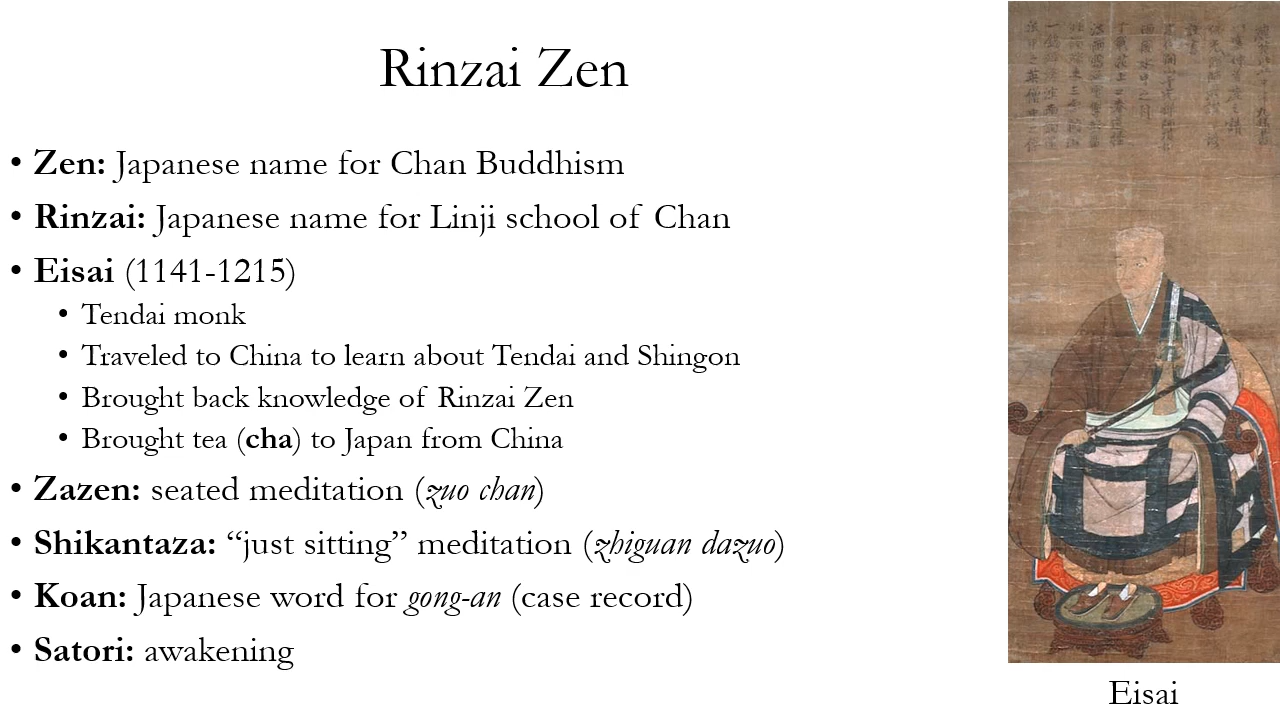 Rinzai Zen
• Zen: Japanese name for Chan Buddhism
• Rinzai: Japanese name for Linji school of Chan
• Eisai (1141-1215)
• Tendai monk
• Traveled to China to learn about Tendai and Shingon
• Brought back knowledge of Rinzai Zen
• Brought tea (cha) to Japan from China
• Zazen: seated meditation (zuo chan)
• Shikantaza: “just sitting” meditation (zhiguan dazuo)
• Koan: Japanese word for gong-an (case record)
• Satori: awakening
Eisai